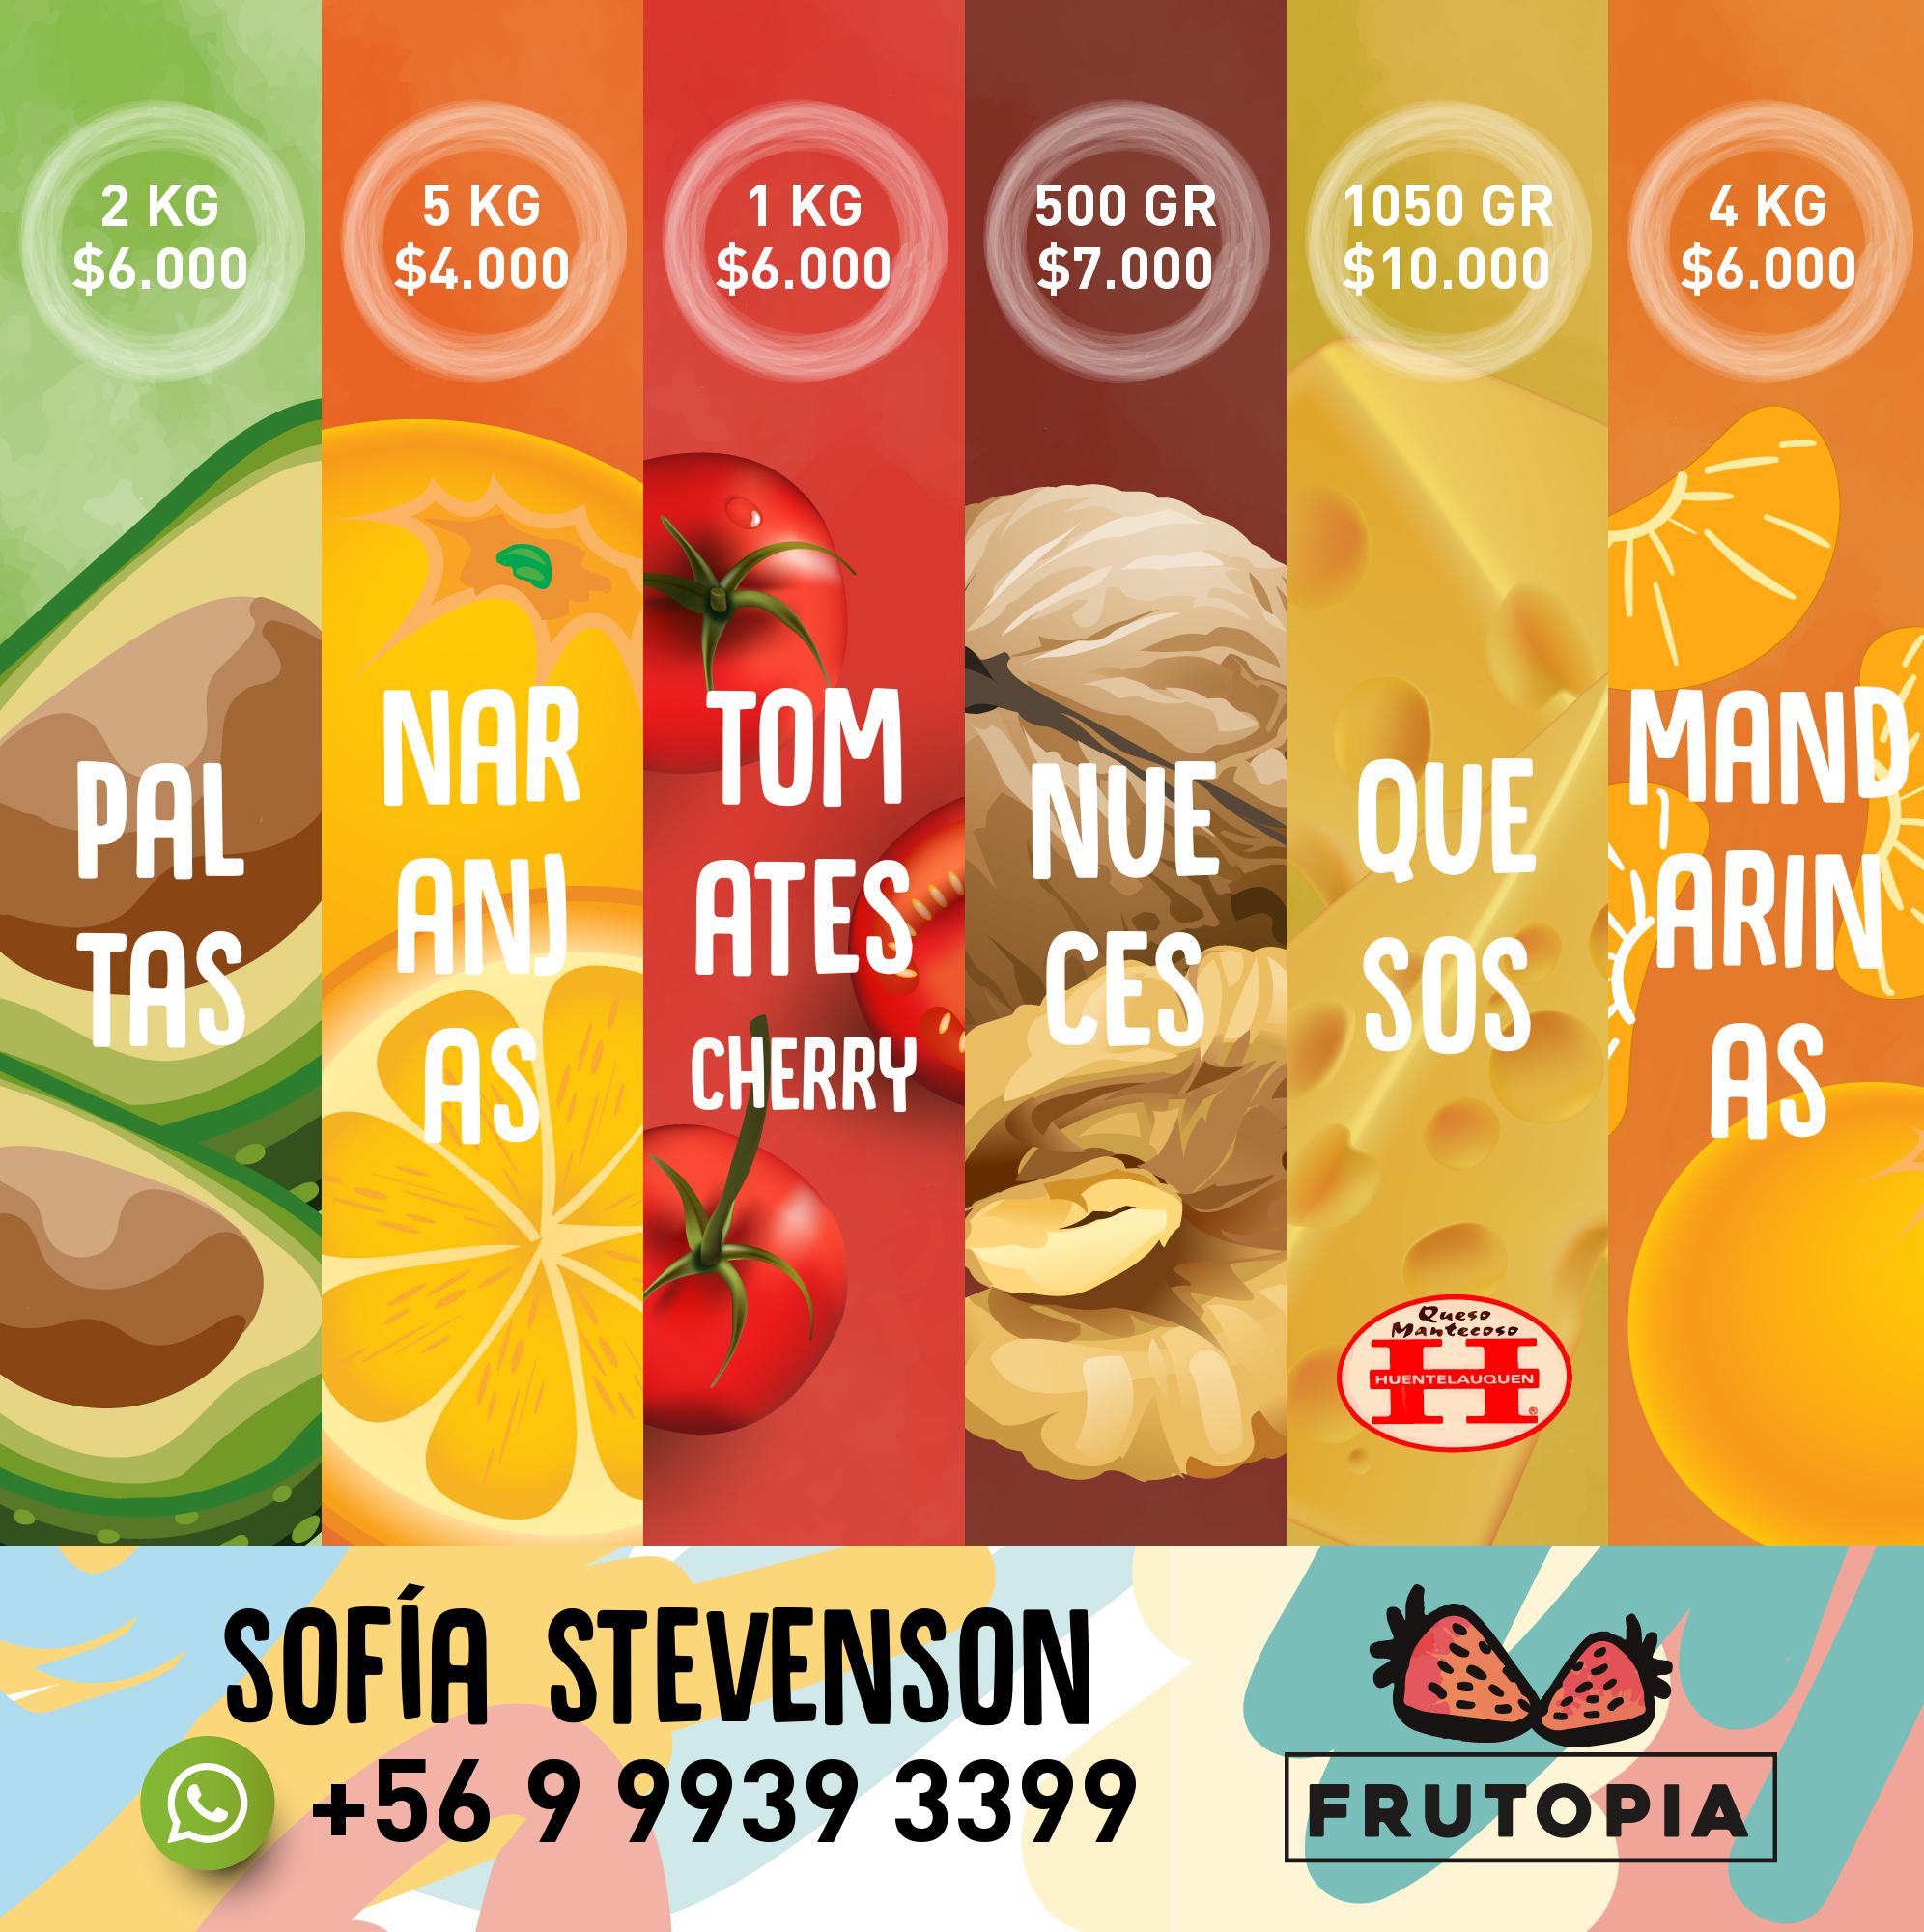 2 KG
$6.000
PAL
TAS
5 KG
$4.000
NAR
ANJ
AS
1 KG
$6.000
TOM
ATES
CHERRY
500 GR
$7.000
NUE
CES
1050 GR
$10.000
QUE
SOS
Queso
Mantecoso
H
HUENTELAUQUEN
®
4 KG
$6.000
MAND
ARIN
AS
SOFÍA STEVENSON
+56 9 9939 3399
FRUTOPIA